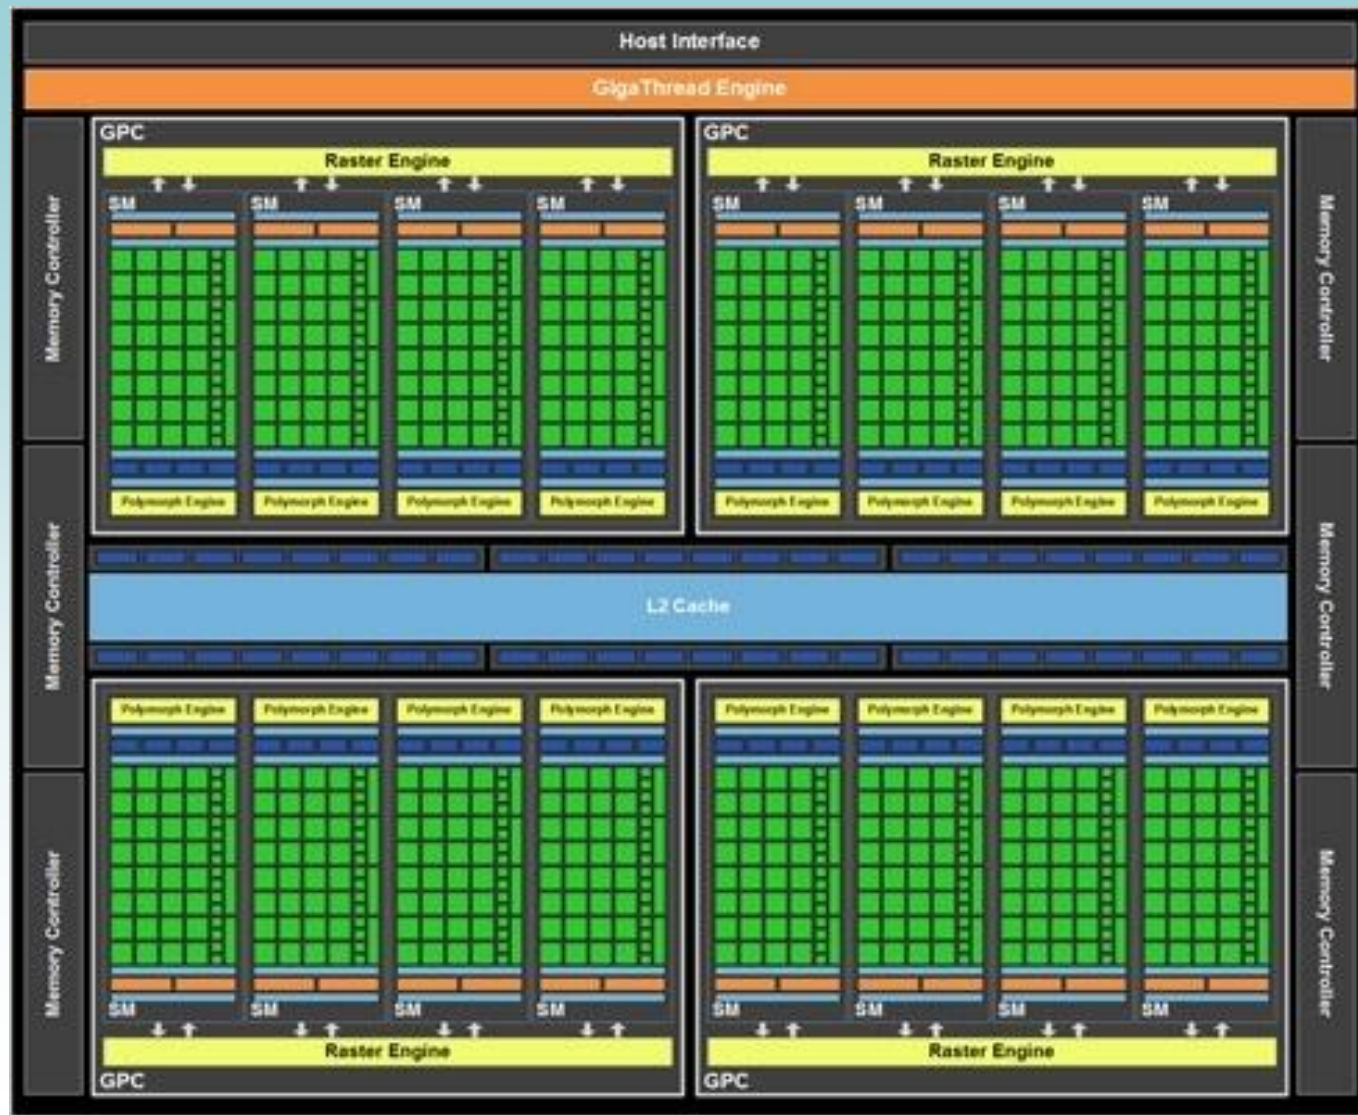 Host Interface
GigaThread Engine
GPC
GPC
Raster Engine
Raster Engine
SM
SM
SM
SM
SM
SM
SM
SM
Memory Controller
Memory Controller
Polymorph Engine
Polymorph Engine
Polymorph Engine
Polymorph Engine
Polymorph Engine
Polymorph Engine
Polymorph Engine
Polymorph Engine
Memory Controller
L2 Cache
Memory Controller
Polymorph Engine
Polymorph Engine
Polymorph Engine
Polymorph Engine
Polymorph Engine
Polymorph Engine
Polymorph Engine
Polymorph Engine
Memory Controller
Memory Controller
SM
SM
SM
SM
SM
SM
SM
SM
Raster Engine
Raster Engine
GPC
GPC